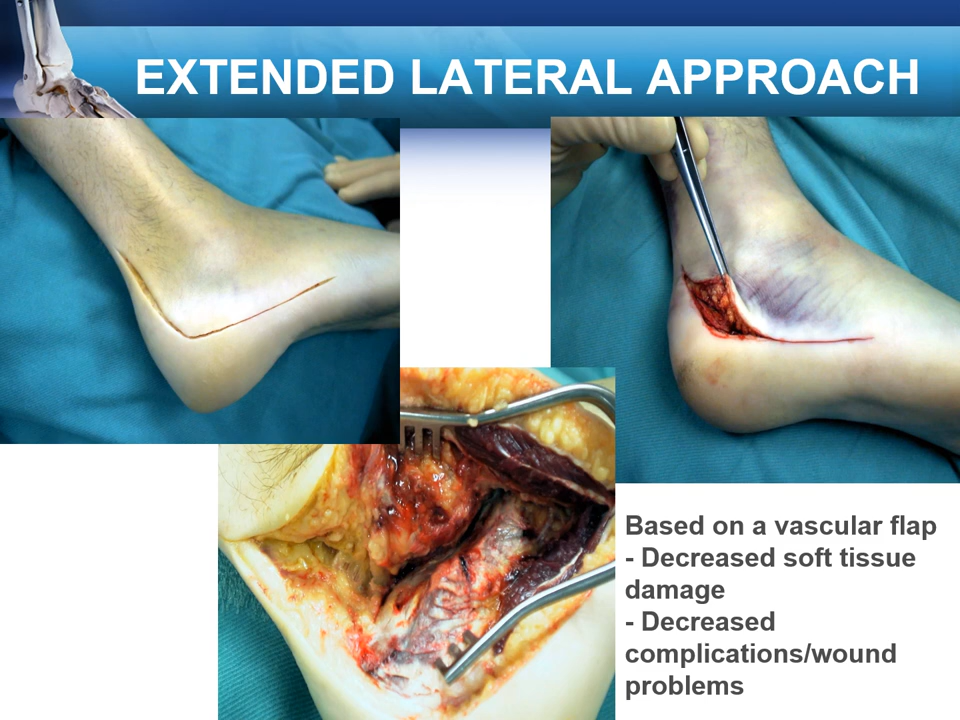 EXTENDED LATERAL APPROACH
Based on a vascular flap
- Decreased soft tissue
damage
- Decreased
complications/wound
problems